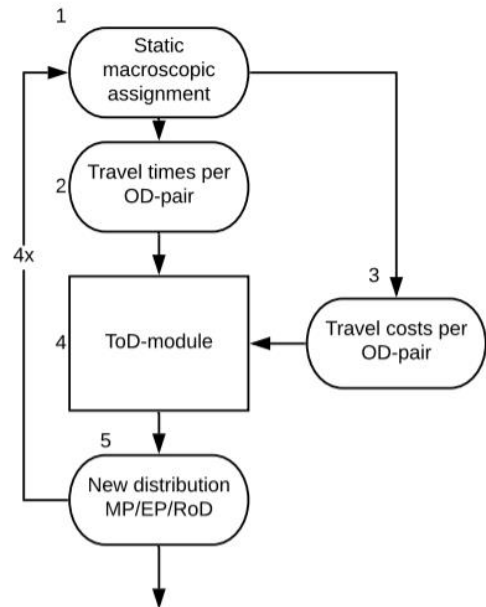 1
Static
macroscopic
assignment
2
Travel times per
OD-pair
4x
3
Travel costs per
OD-pair
4
ToD-module
5
New distribution
MP/EP/RoD